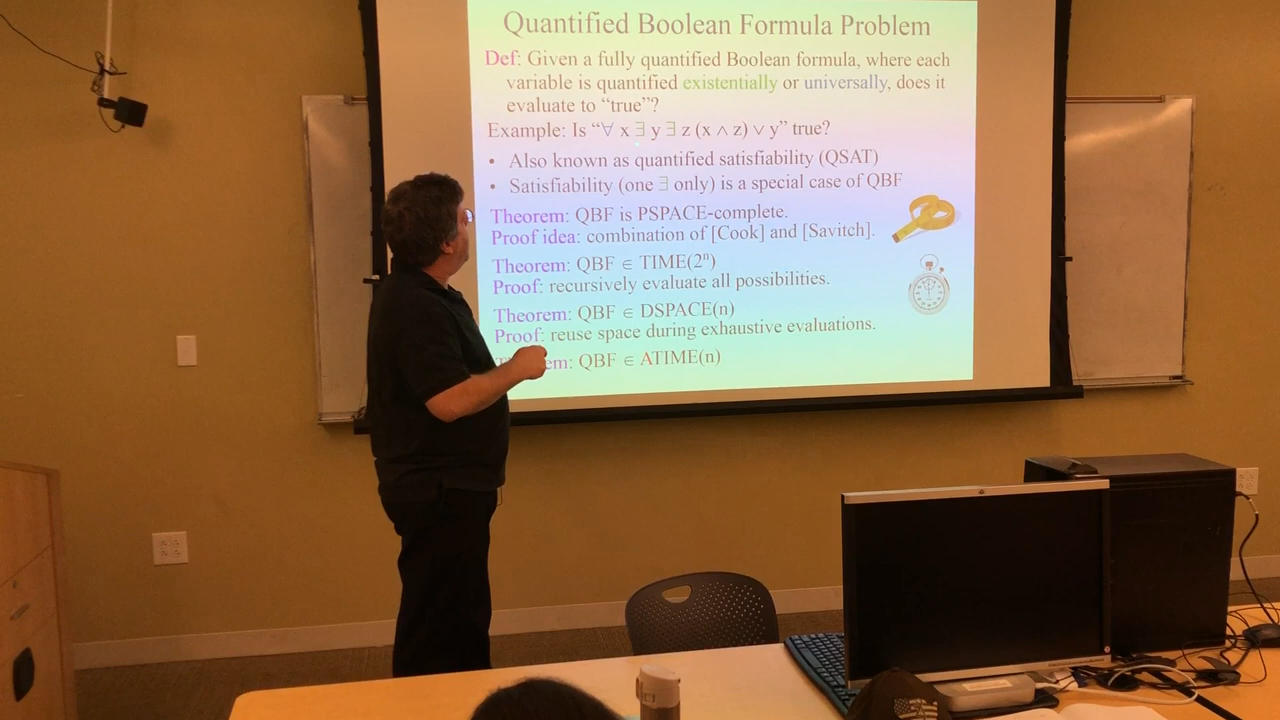 Quantified Boolean Formula Problem
Def: Given a fully quantified Boolean formula, where each
variable is quantified existentially or universally, does it
evaluate to “true”?
Example: Is “∀ x ∃ y ∃ z (x ∧ z) ∨ y” true?
• Also known as quantified satisfiability (QSAT)
• Satisfiability (one ∃ only) is a special case of QBF
Theorem: QBF is PSPACE-complete.
Proof idea: combination of [Cook] and [Savitch].
Theorem: QBF ∈ TIME(2ⁿ)
Proof: recursively evaluate all possibilities.
Theorem: QBF ∈ DSPACE(n)
Proof: reuse space during exhaustive evaluations.
QBF ∈ ATIME(n)